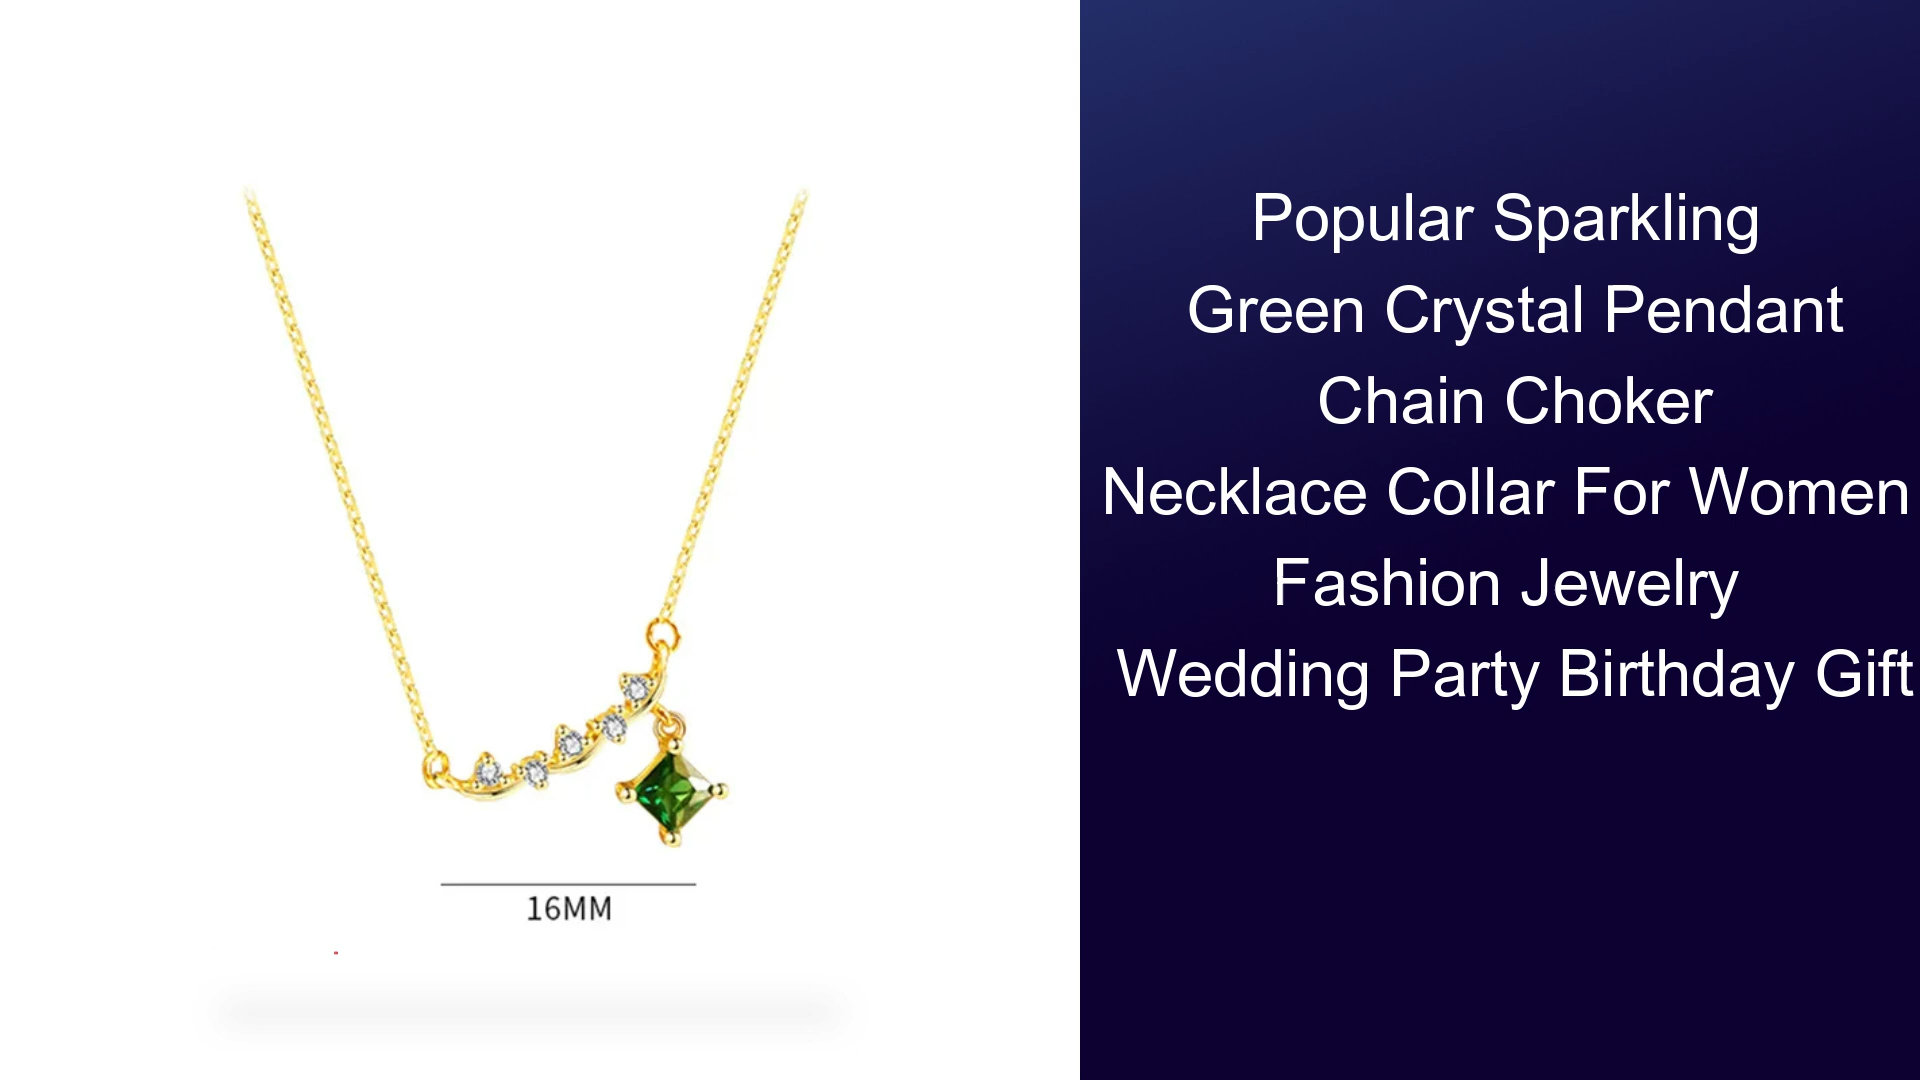 16MM
Popular Sparkling
Green Crystal Pendant
Chain Choker
Necklace Collar For Women
Fashion Jewelry
Wedding Party Birthday Gift